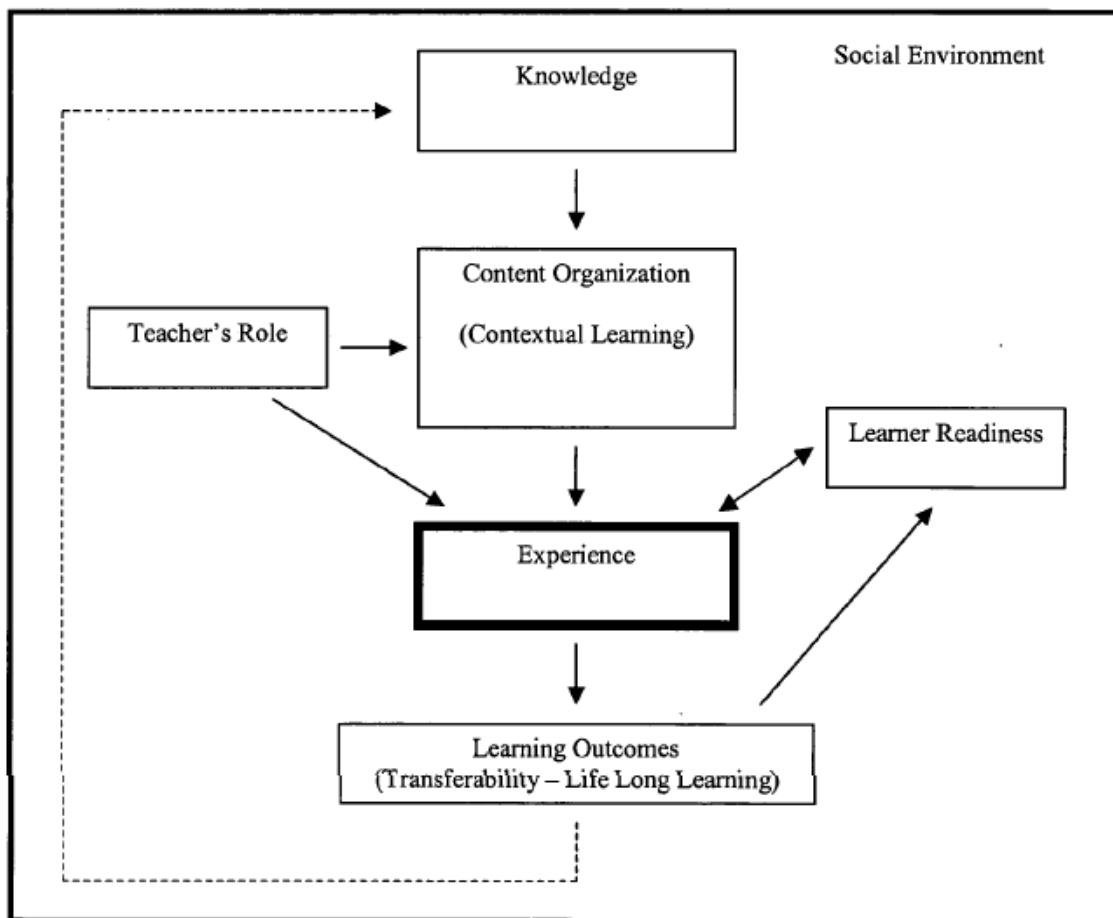 Social Environment
Knowledge
Content Organization
(Contextual Learning)
Teacher's Role
Learner Readiness
Experience
Learning Outcomes
(Transferability – Life Long Learning)